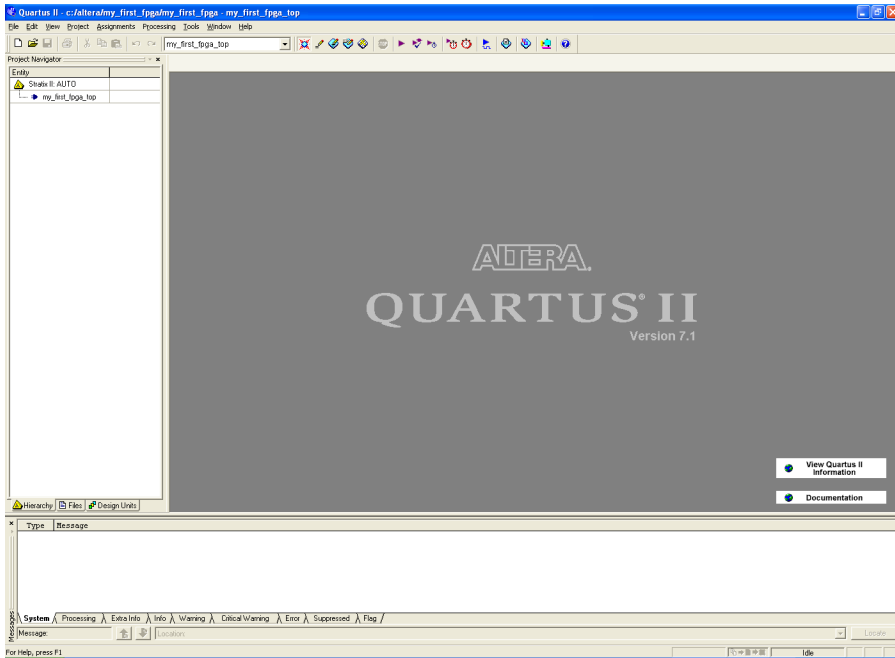 Quartus II - c:/altera/my_first_fpga/my_first_fpga - my_first_fpga_top
File Edit View Project Assignments Processing Tools Window Help
my_first_fpga_top
Project Navigator
Entity
Stratix II: AUTO
my_first_fpga_top
ALTERA.
QUARTUS® II
Version 7.1
View Quartus II
Information
Documentation
Hierarchy Files Design Units
Type Message
System Processing Extra Info Info Warning Critical Warning Error Suppressed Flag
Messages
Message: Location: Locate
For Help, press F1 Idle